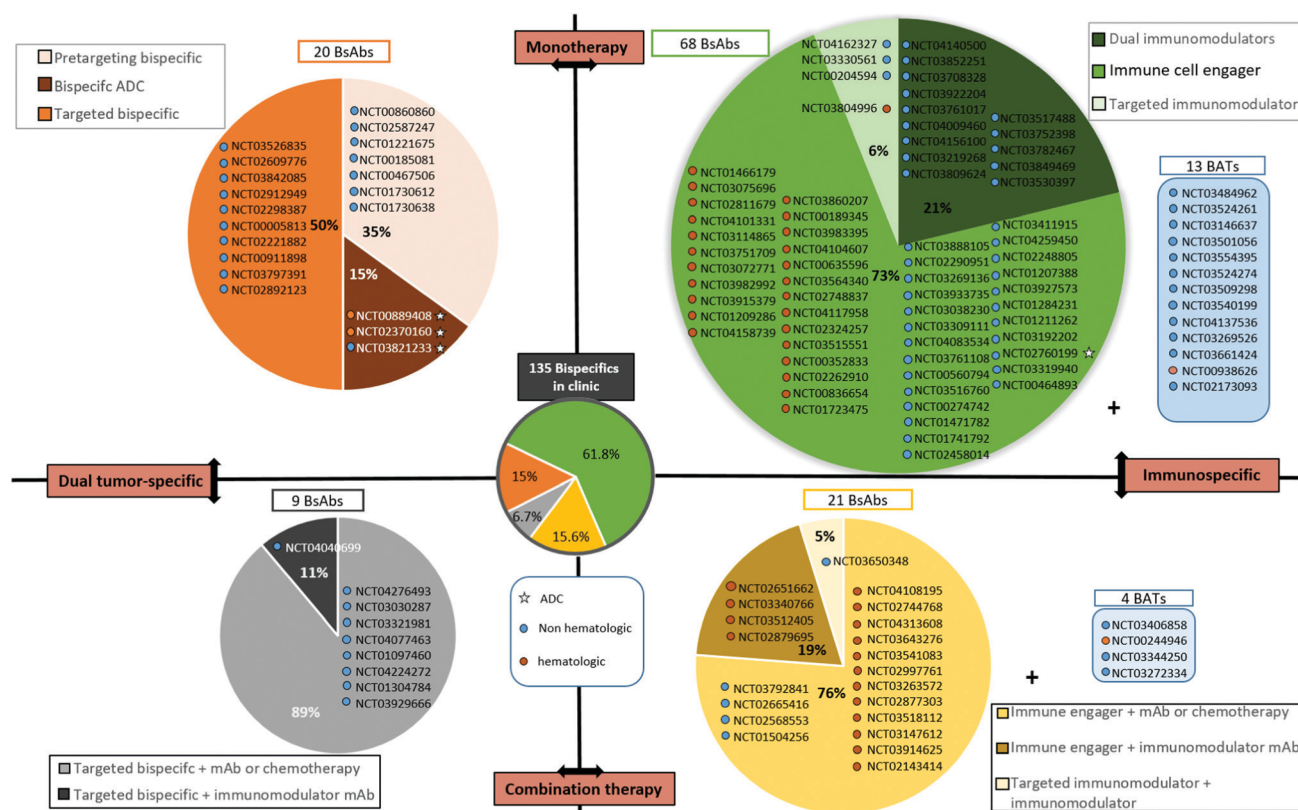 Pretargeting bispecific
Bispecifc ADC
Targeted bispecific
20 BsAbs
NCT03526835
NCT02609776
NCT03842085
NCT02912949
NCT02298387
NCT00005813
NCT02221882
NCT00911898
NCT03797391
NCT02892123
50%
NCT00860860
NCT02587247
NCT01221675
NCT00185081
NCT00467506
NCT01730612
NCT01730638
35%
15%
NCT00889408
NCT02370160
NCT03821233
Monotherapy
68 BsAbs
Dual immunomodulators
Immune cell engager
Targeted immunomodulator
NCT04162327
NCT03330561
NCT00204594
NCT03804996
6%
NCT04140500
NCT03852251
NCT03708328
NCT03922204
NCT03761017
NCT04009460
NCT04156100
NCT03219268
NCT03809624
NCT03517488
NCT03752398
NCT03782467
NCT03849469
NCT03530397
21%
NCT01466179
NCT03075696
NCT02811679
NCT04101331
NCT03114865
NCT03751709
NCT03072771
NCT03982992
NCT03915379
NCT01209286
NCT04158739
NCT03860207
NCT00189345
NCT03983395
NCT04104607
NCT00635596
NCT03564340
NCT02748837
NCT04117958
NCT02324257
NCT03515551
NCT00352833
NCT02262910
NCT00836654
NCT01723475
73%
NCT03888105
NCT02290951
NCT03269136
NCT03933735
NCT03038230
NCT03309111
NCT04083534
NCT03761108
NCT00560794
NCT03516760
NCT00274742
NCT01471782
NCT01741792
NCT02458014
NCT03411915
NCT04259450
NCT02248805
NCT01207388
NCT03927573
NCT01284231
NCT01211262
NCT03192202
NCT02760199
NCT03319940
NCT00464893
+
13 BATs
NCT03484962
NCT03524261
NCT03146637
NCT03501056
NCT03554395
NCT03524274
NCT03509298
NCT03540199
NCT04137536
NCT03269526
NCT03661424
NCT00938626
NCT02173093
135 Bispecifics
in clinic
61.8%
15%
6.7%
15.6%
Dual tumor-specific
Immunospecific
9 BsAbs
NCT04040699
11%
NCT04276493
NCT03030287
NCT03321981
NCT04077463
NCT01097460
NCT04224272
NCT01304784
NCT03929666
89%
Targeted bispecifc + mAb or chemotherapy
Targeted bispecific + immunomodulator mAb
ADC
Non hematologic
hematologic
Combination therapy
21 BsAbs
5%
NCT03650348
NCT02651662
NCT03340766
NCT03512405
NCT02879695
19%
76%
NCT03792841
NCT02665416
NCT02568553
NCT01504256
NCT04108195
NCT02744768
NCT04313608
NCT03643276
NCT03541083
NCT02997761
NCT03263572
NCT02877303
NCT03518112
NCT03147612
NCT03914625
NCT02143414
+
4 BATs
NCT03406858
NCT00244946
NCT03344250
NCT03272334
Immune engager + mAb or chemotherapy
Immune engager + immunomodulator mAb
Targeted immunomodulator +
immunomodulator